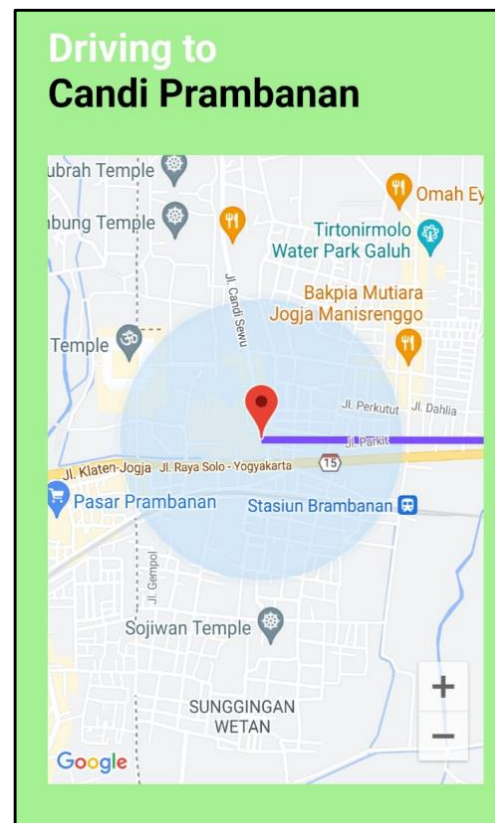 Driving to
Candi Prambanan
ubrah Temple
Omah Ey
bung Temple
Tirtonirmolo
Water Park Galuh
Jl. Candi Sewu
Bakpia Mutiara
Jogja Manisrenggo
Temple
Jl. Perkutut
Jl. Dahlia
Jl. Parkit
Jl. Klaten-Jogja
Jl. Raya Solo - Yogyakarta
15
Pasar Prambanan
Stasiun Brambanan
Jl. Gempol
Sojiwan Temple
SUNGGINGAN
WETAN
+
−
Google